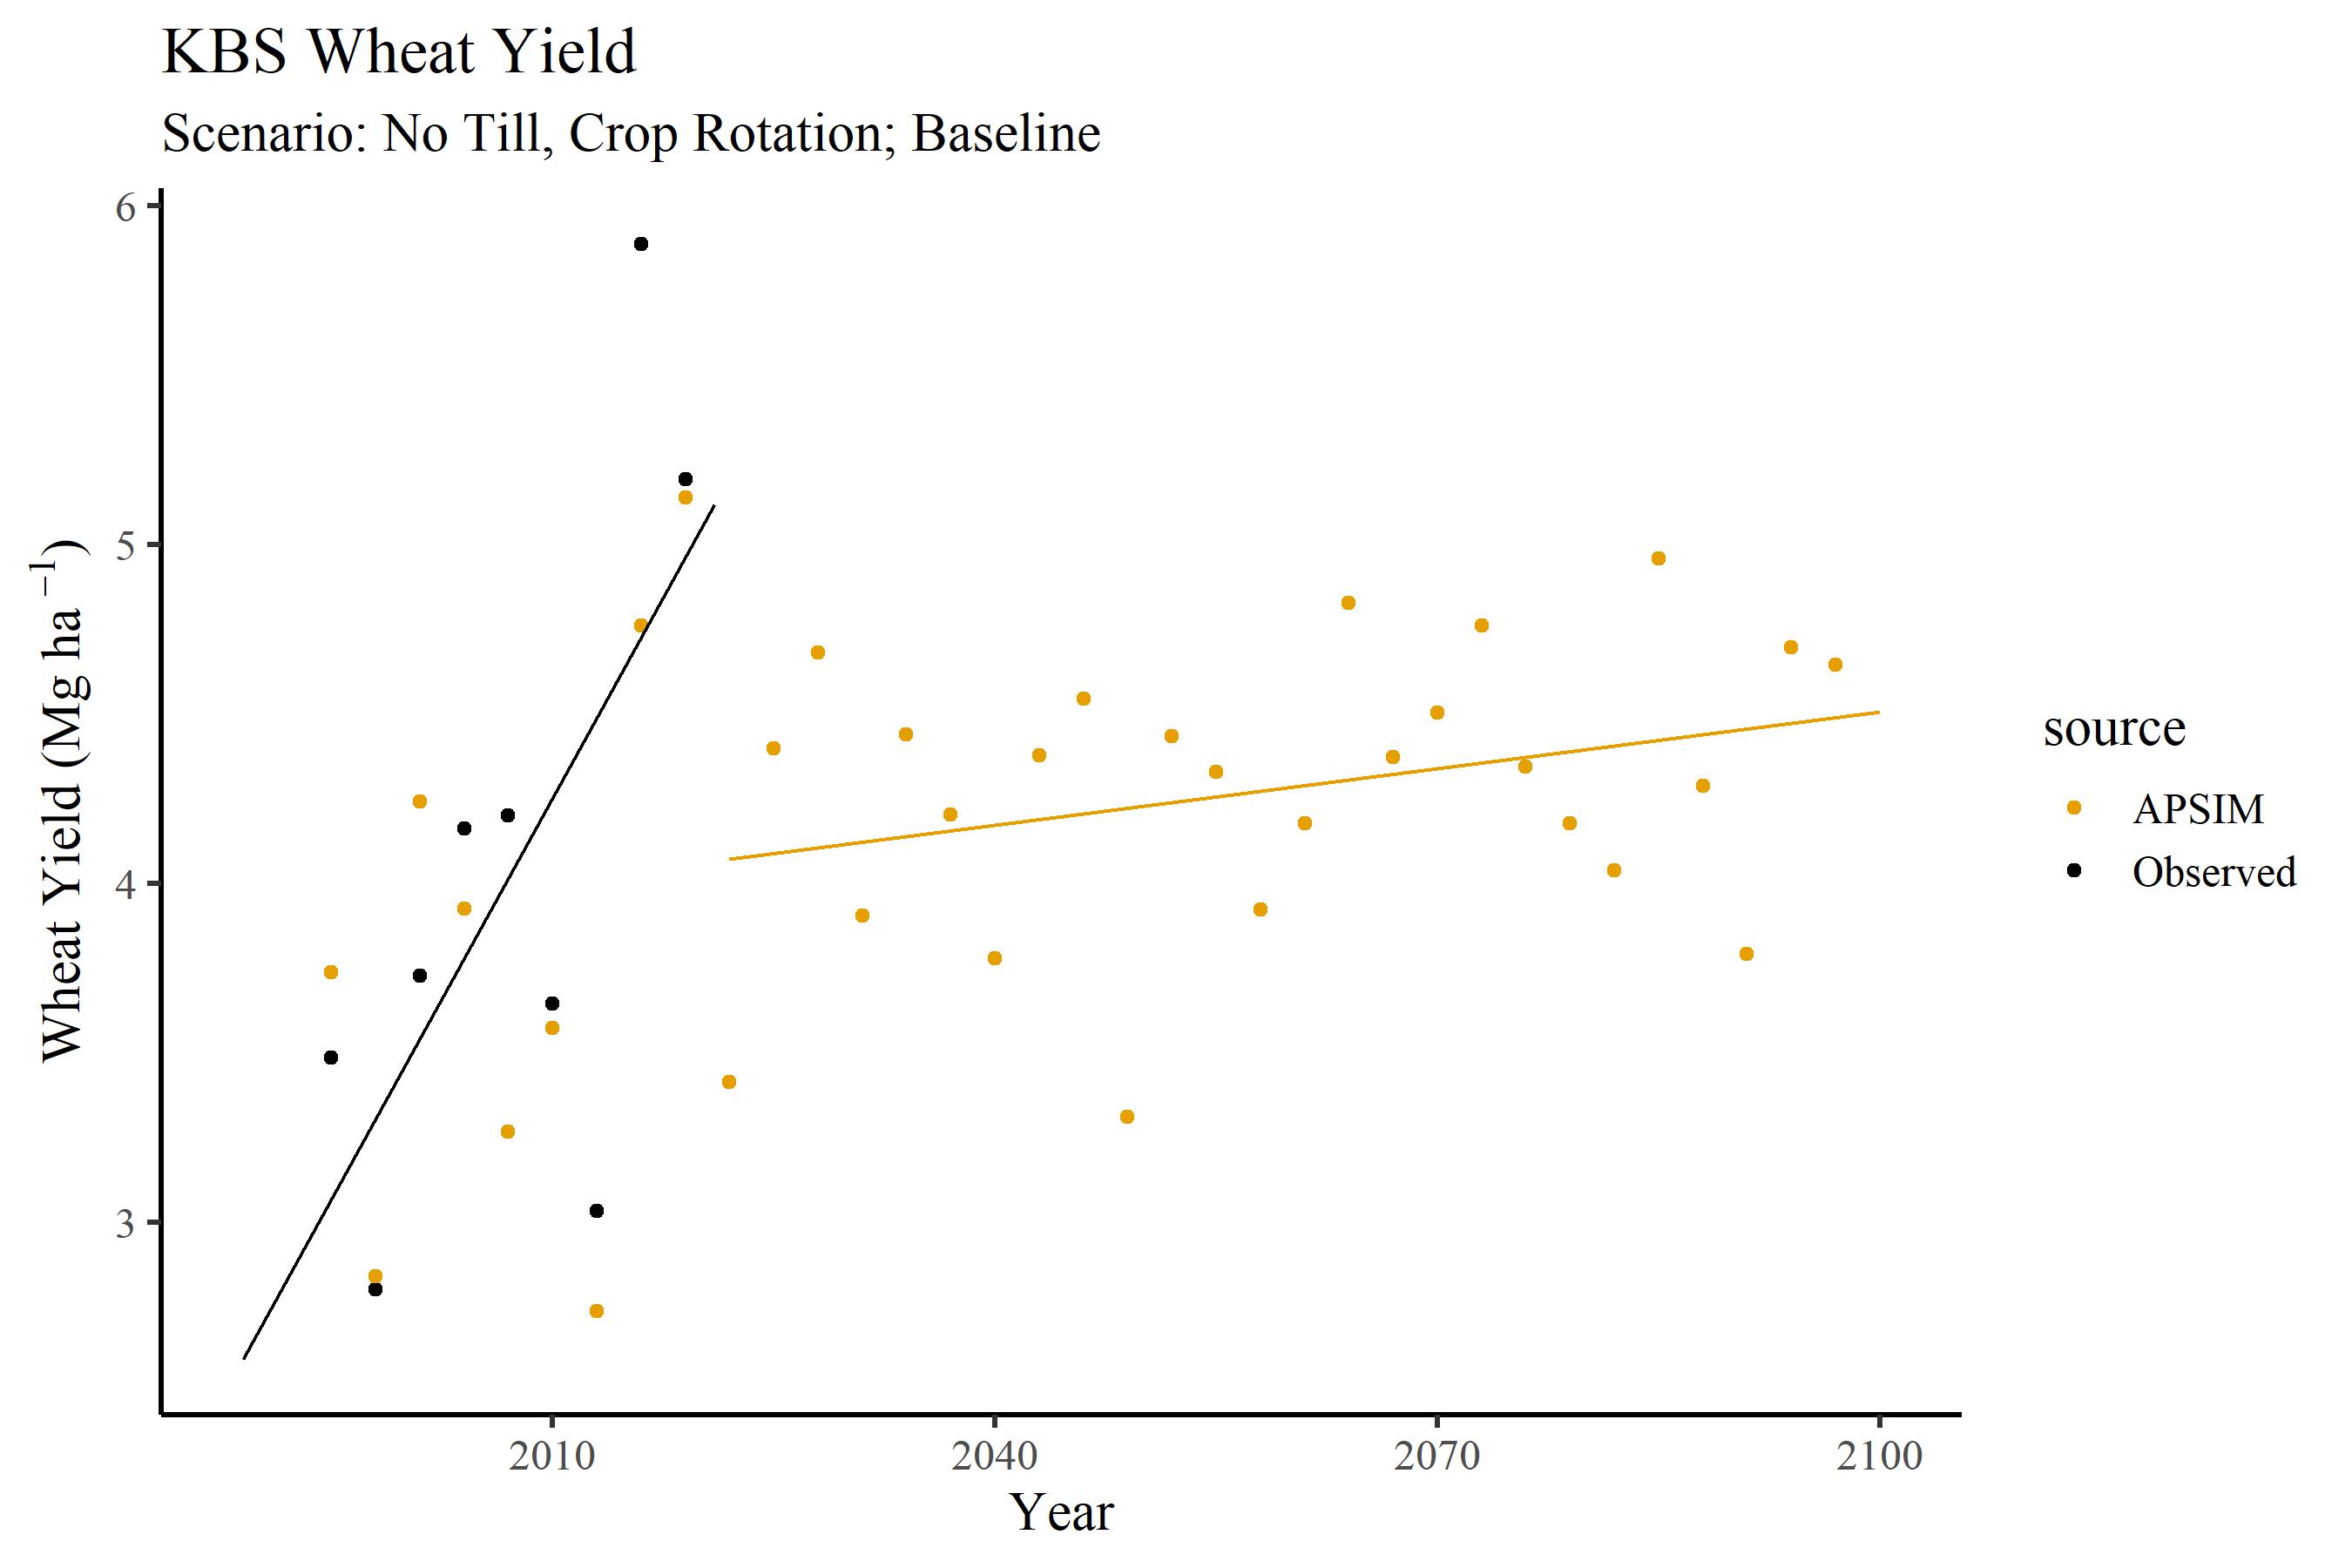 KBS Wheat Yield
Scenario: No Till, Crop Rotation; Baseline
Wheat Yield (Mg ha⁻¹)
6
5
4
3
2010
2040
2070
2100
Year
source
APSIM
Observed